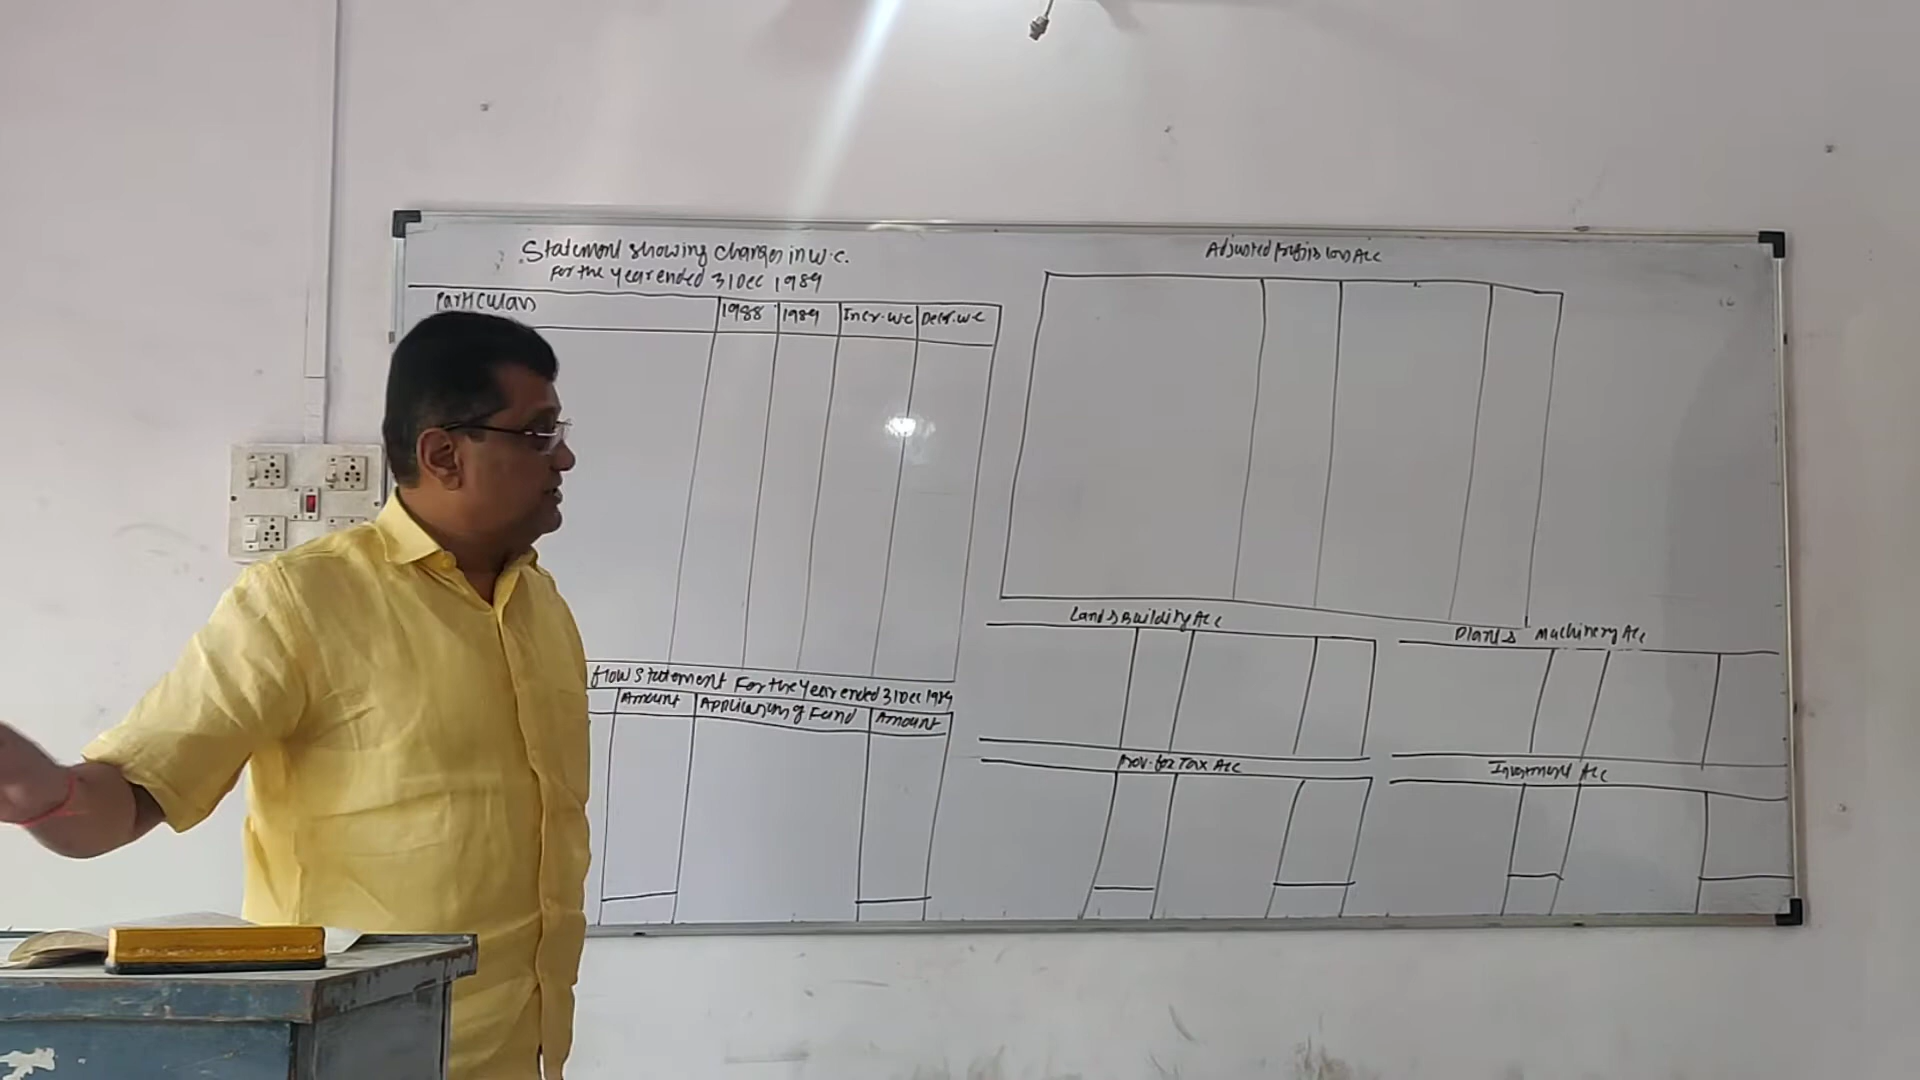 Statement showing changes in w.c.
For the year ended 31 Dec 1989
Particulars 1988 1989 Incr.w.c Decr.w.c
flow Statement For the Year ended 31 Dec 1989
Amount Application of Fund Amount
Adjusted Profit & Loss A/c
Land & Building A/c
Plant & Machinery A/c
Prov. for Tax A/c
Investment A/c